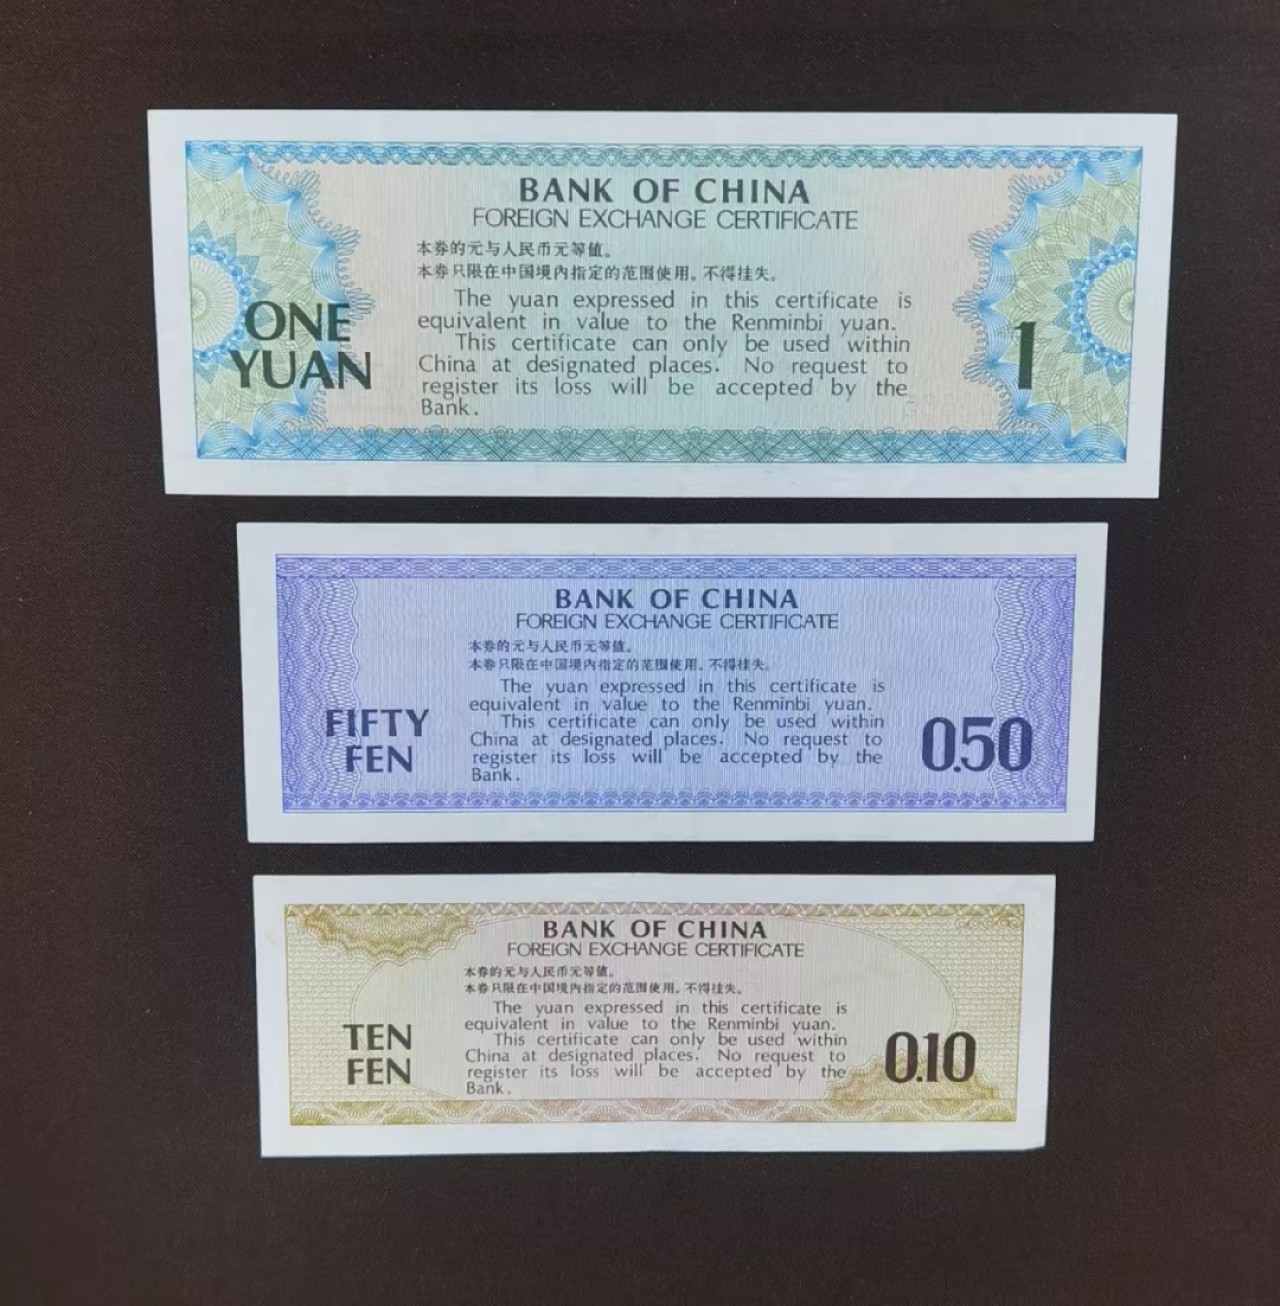 BANK OF CHINA
FOREIGN EXCHANGE CERTIFICATE
本券的元与人民币元等值。
本券只限在中国境内指定的范围使用。不得挂失。
The yuan expressed in this certificate is
equivalent in value to the Renminbi yuan.
This certificate can only be used within
China at designated places. No request to
register its loss will be accepted by the
Bank.
ONE
YUAN
1
BANK OF CHINA
FOREIGN EXCHANGE CERTIFICATE
本券的元与人民币元等值。
本券只限在中国境内指定的范围使用。不得挂失。
The yuan expressed in this certificate is
equivalent in value to the Renminbi yuan.
This certificate can only be used within
China at designated places. No request to
register its loss will be accepted by the
Bank.
FIFTY
FEN
0.50
BANK OF CHINA
FOREIGN EXCHANGE CERTIFICATE
本券的元与人民币元等值。
本券只限在中国境内指定的范围使用。不得挂失。
The yuan expressed in this certificate is
equivalent in value to the Renminbi yuan.
This certificate can only be used within
China at designated places. No request to
register its loss will be accepted by the
Bank.
TEN
FEN
0.10